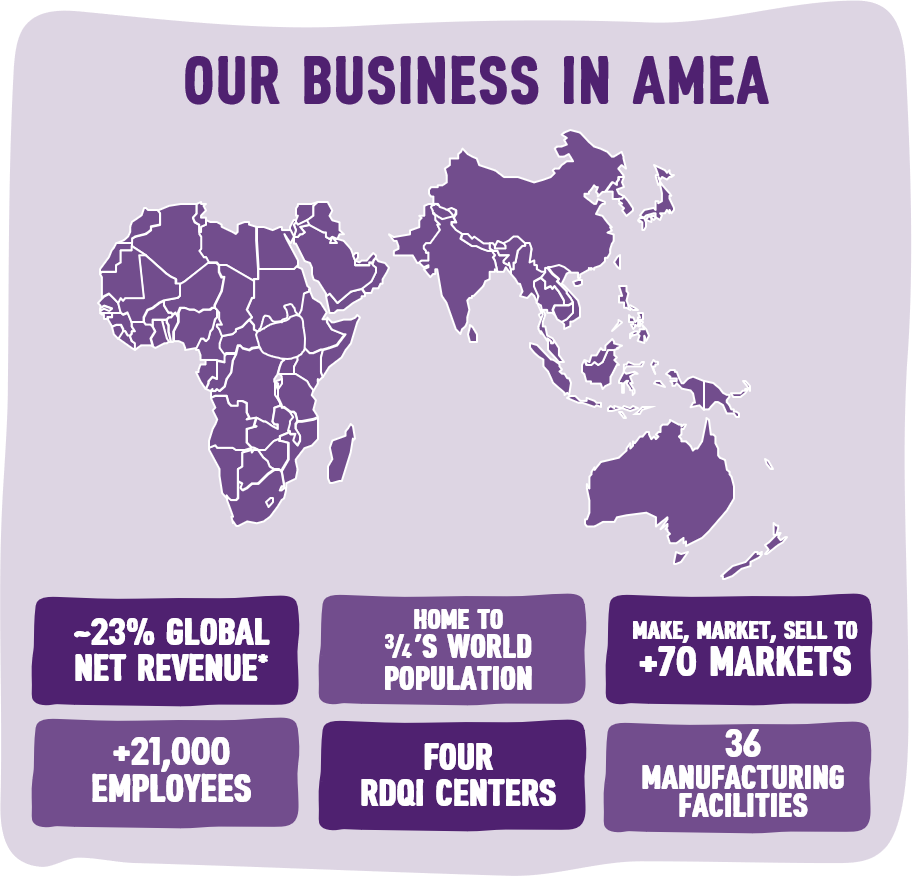 OUR BUSINESS IN AMEA
~23% GLOBAL
NET REVENUE*
HOME TO
¾'S WORLD
POPULATION
MAKE, MARKET, SELL TO
+70 MARKETS
+21,000
EMPLOYEES
FOUR
RDQI CENTERS
36
MANUFACTURING
FACILITIES